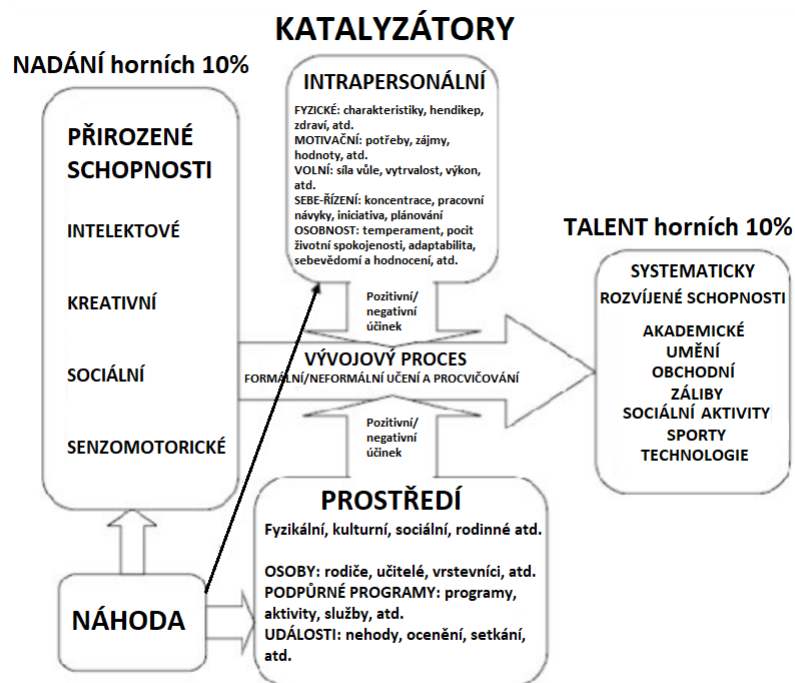 KATALYZÁTORY
NADÁNÍ horních 10%
PŘIROZENÉ
SCHOPNOSTI
INTELEKTOVÉ
KREATIVNÍ
SOCIÁLNÍ
SENZOMOTORICKÉ
INTRAPERSONÁLNÍ
FYZICKÉ: charakteristiky, hendikep,
zdraví, atd.
MOTIVAČNÍ: potřeby, zájmy,
hodnoty, atd.
VOLNÍ: síla vůle, vytrvalost, výkon,
atd.
SEBE-ŘÍZENÍ: koncentrace, pracovní
návyky, iniciativa, plánování
OSOBNOST: temperament, pocit
životní spokojenosti, adaptabilita,
sebevědomí a hodnocení, atd.
Pozitivní/
negativní
účinek
VÝVOJOVÝ PROCES
FORMÁLNÍ/NEFORMÁLNÍ UČENÍ A PROCVIČOVÁNÍ
Pozitivní/
negativní
účinek
TALENT horních 10%
SYSTEMATICKY
ROZVÍJENÉ SCHOPNOSTI
AKADEMICKÉ
UMĚNÍ
OBCHODNÍ
ZÁLIBY
SOCIÁLNÍ AKTIVITY
SPORTY
TECHNOLOGIE
PROSTŘEDÍ
Fyzikální, kulturní, sociální, rodinné atd.
OSOBY: rodiče, učitelé, vrstevníci, atd.
PODPŮRNÉ PROGRAMY: programy,
aktivity, služby, atd.
UDÁLOSTI: nehody, ocenění, setkání,
atd.
NÁHODA